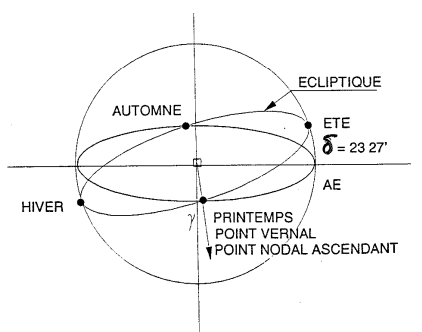 ECLIPTIQUE
AUTOMNE
ETE
δ = 23 27'
AE
HIVER
γ
PRINTEMPS
POINT VERNAL
POINT NODAL ASCENDANT